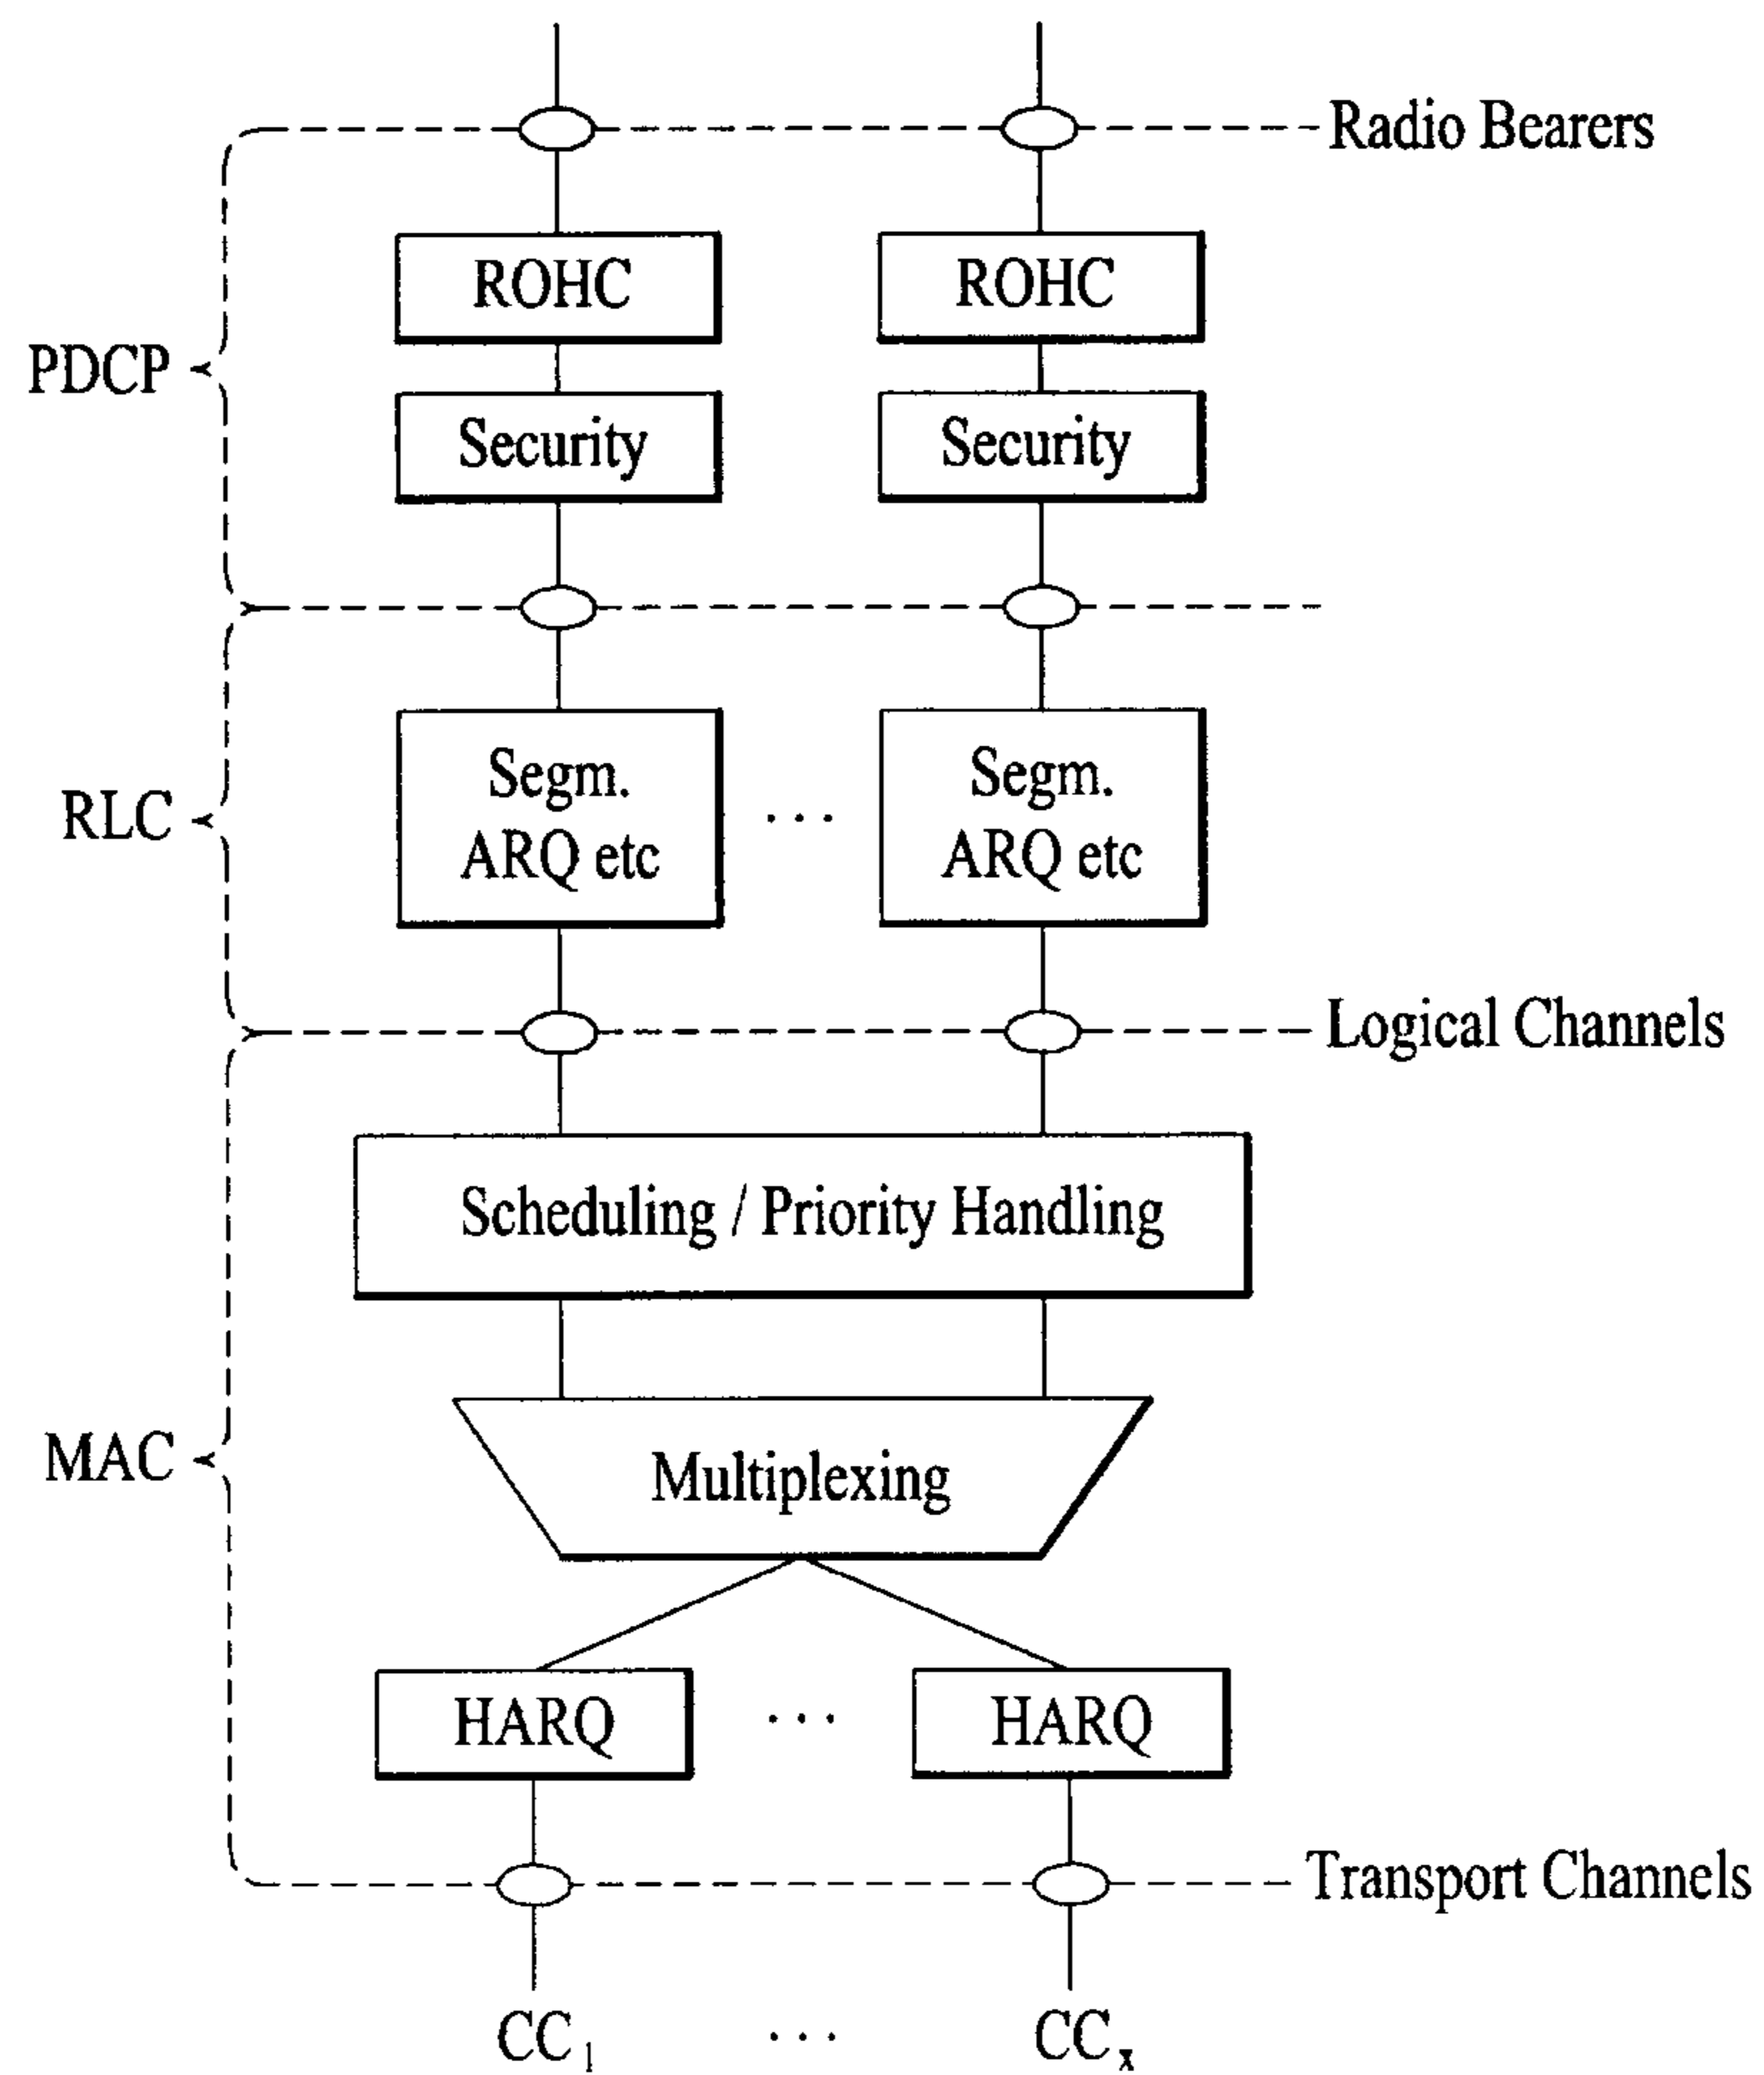 Radio Bearers
ROHC
ROHC
PDCP
Security
Security
Segm.
ARQ etc
Segm.
ARQ etc
RLC
...
Logical Channels
Scheduling / Priority Handling
MAC
Multiplexing
HARQ
...
HARQ
Transport Channels
CC1
...
CCx